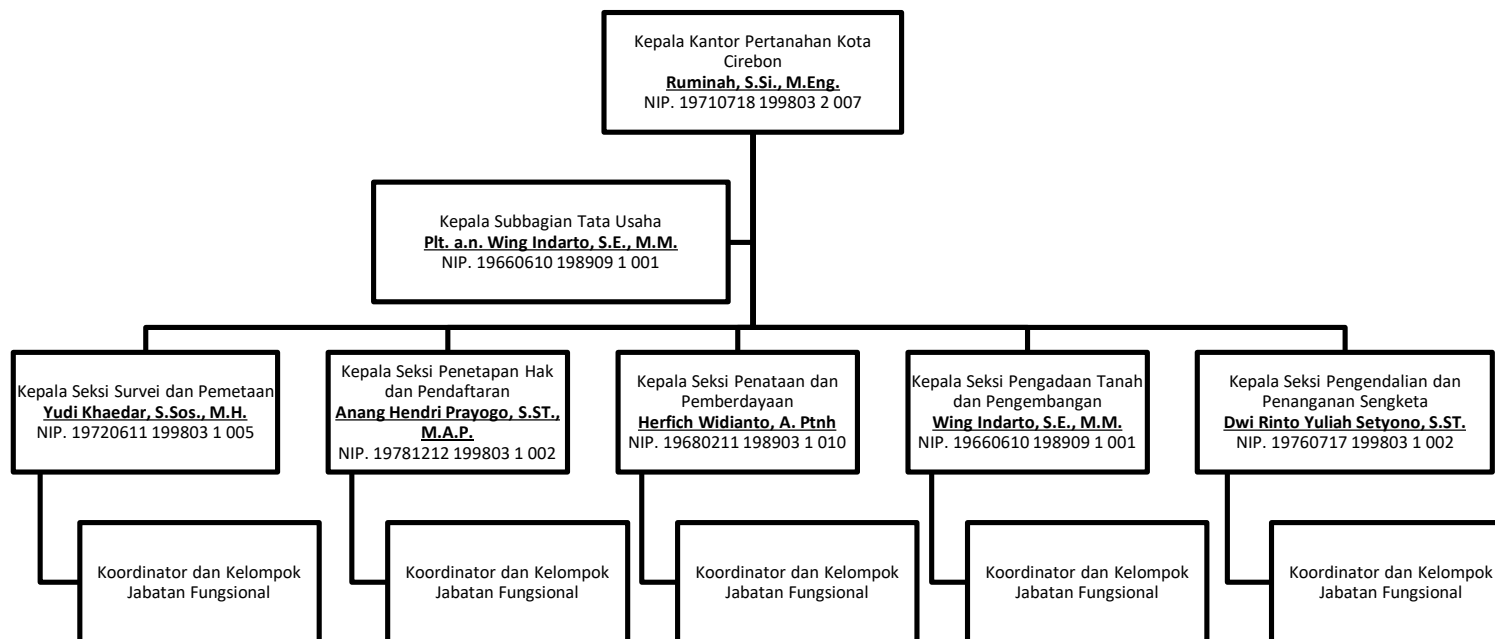 Kepala Kantor Pertanahan Kota
Cirebon
Ruminah, S.Si., M.Eng.
NIP. 19710718 199803 2 007
Kepala Subbagian Tata Usaha
Plt. a.n. Wing Indarto, S.E., M.M.
NIP. 19660610 198909 1 001
Kepala Seksi Survei dan Pemetaan
Yudi Khaedar, S.Sos., M.H.
NIP. 19720611 199803 1 005
Kepala Seksi Penetapan Hak
dan Pendaftaran
Anang Hendri Prayogo, S.ST.,
M.A.P.
NIP. 19781212 199803 1 002
Kepala Seksi Penataan dan
Pemberdayaan
Herfich Widianto, A. Ptnh
NIP. 19680211 198903 1 010
Kepala Seksi Pengadaan Tanah
dan Pengembangan
Wing Indarto, S.E., M.M.
NIP. 19660610 198909 1 001
Kepala Seksi Pengendalian dan
Penanganan Sengketa
Dwi Rinto Yuliah Setyono, S.ST.
NIP. 19760717 199803 1 002
Koordinator dan Kelompok
Jabatan Fungsional
Koordinator dan Kelompok
Jabatan Fungsional
Koordinator dan Kelompok
Jabatan Fungsional
Koordinator dan Kelompok
Jabatan Fungsional
Koordinator dan Kelompok
Jabatan Fungsional